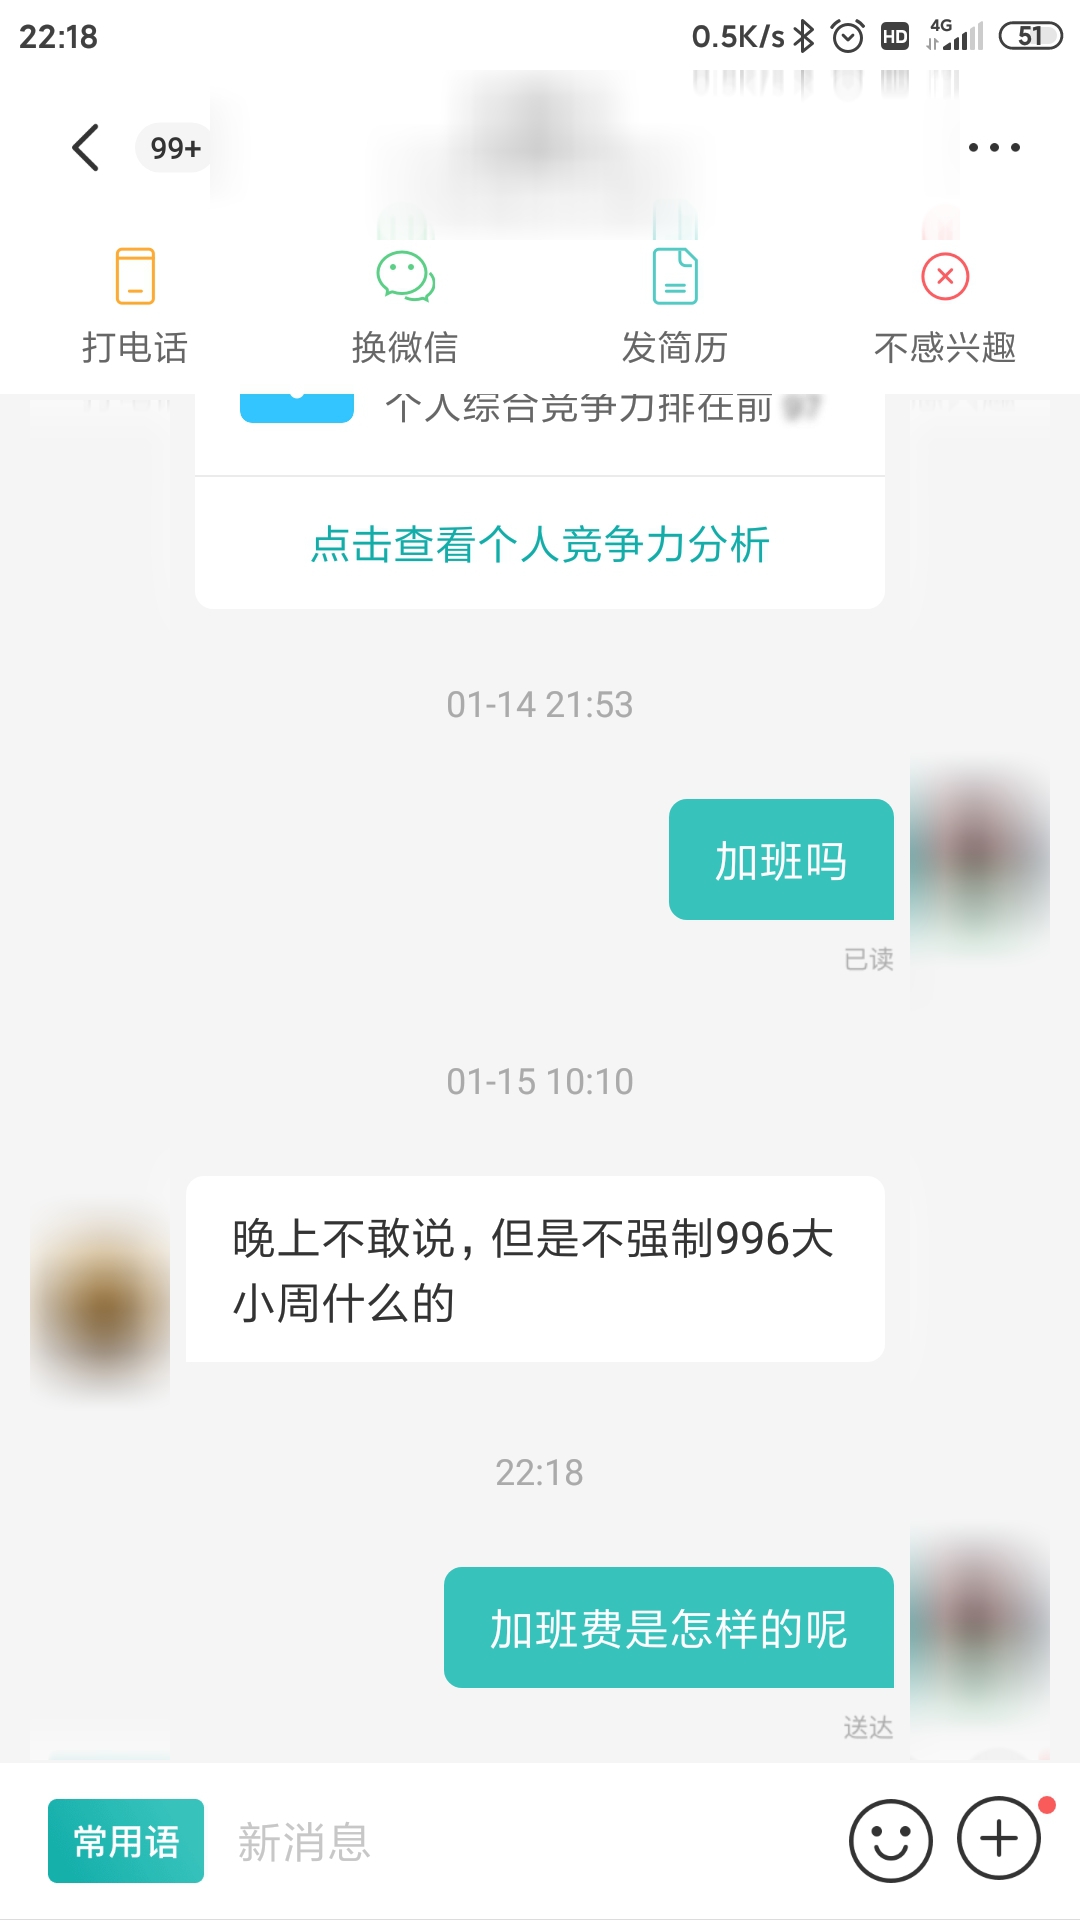 22:18
0.5K/s
HD
4G
51
99+
打电话
换微信
发简历
不感兴趣
个人综合竞争力排在前
点击查看个人竞争力分析
01-14 21:53
加班吗
已读
01-15 10:10
晚上不敢说，但是不强制996大
小周什么的
22:18
加班费是怎样的呢
送达
常用语
新消息